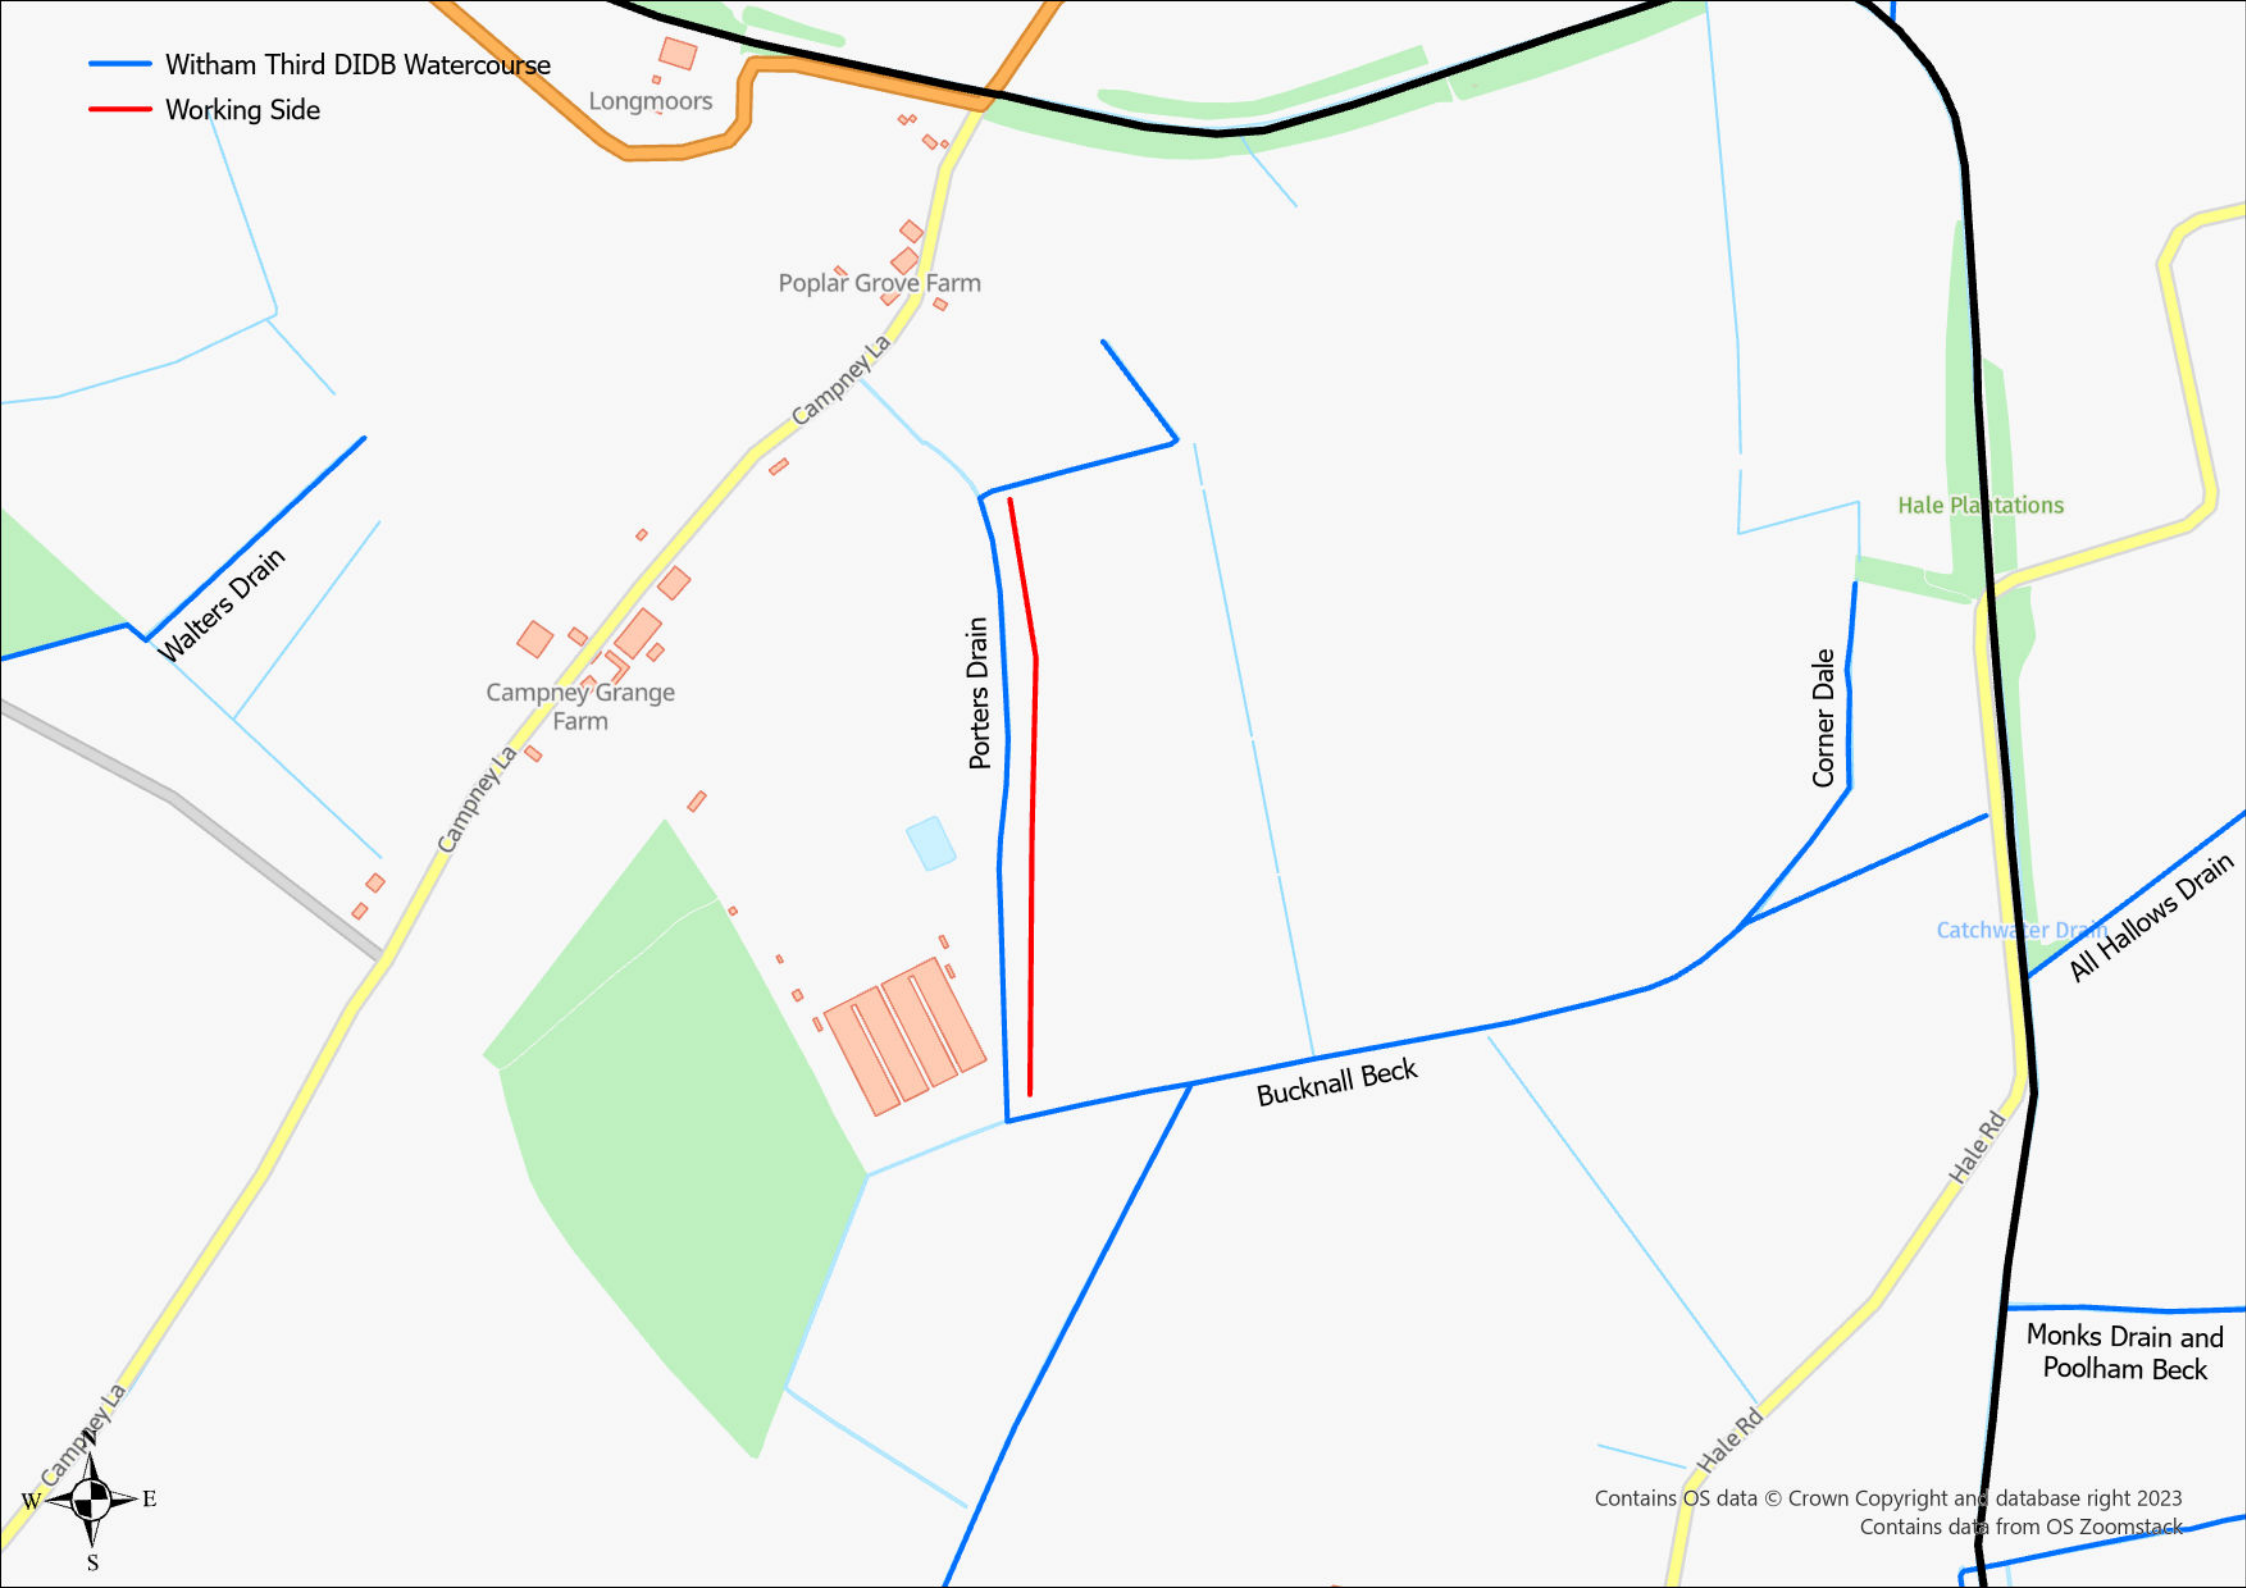 Witham Third DIDB Watercourse
Working Side
Longmoors
Poplar Grove Farm
Campney La
Hale Plantations
Walters Drain
Porters Drain
Corner Dale
Campney Grange
Farm
Campney La
Catchwater Drain
All Hallows Drain
Bucknall Beck
Hale Rd
Monks Drain and
Poolham Beck
Campney La
Hale Rd
N
W E
S
Contains OS data © Crown Copyright and database right 2023
Contains data from OS Zoomstack